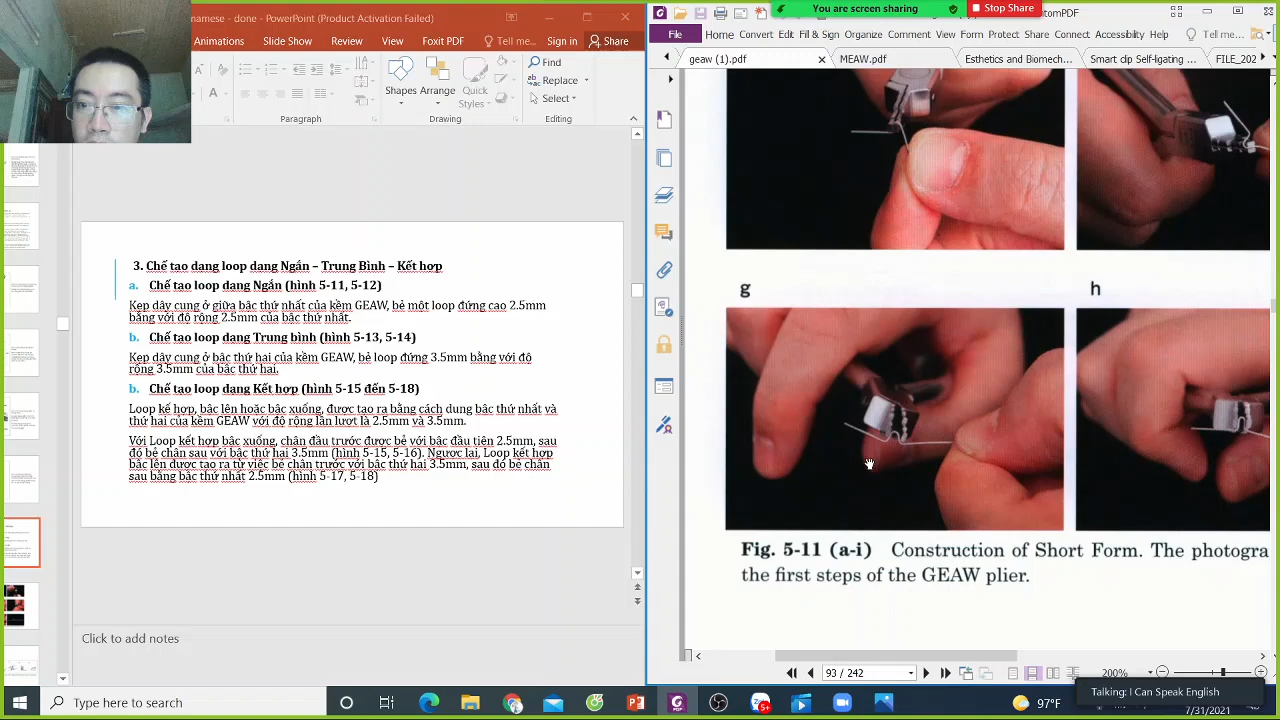 namese - done - PowerPoint (Product Activation Failed)
You are screen sharing
Stop Share
tomPDF
Animations
Slide Show
Review
View
Foxit PDF
Tell me...
Sign in
Share
File
Home
Convert
Edit
Organize
Comment
View
Form
Protect
Share
Connect
Accessibility
Help
Tell me...
Shapes
Arrange
Quick
Styles
Find
Replace
Select
Paragraph
Drawing
Editing
geaw (1).pdf
MEAW.pdf
Esthetics and Biomech...
Smart or Self-ligating ...
FILE_202
3. Chế tạo dạng loop dạng Ngắn – Trung Bình – Kết hợp
a. Chế tạo loop dạng Ngắn (hình 5-11, 5-12)
Kẹp dây cung ở giữa bậc thứ nhất của kềm GEAW, bẻ một loop đứng cao 2.5mm
bằng với độ rộng 2.5mm của bậc thứ nhất.
b. Chế tạo loop dạng Trung bình (hình 5-13, 5-14)
Kẹp dây cung ở bậc thứ hai của kềm GEAW, bẻ loop đứng 3.5mm bằng với độ
rộng 3.5mm của bậc thứ hai.
b. Chế tạo loop dạng Kết hợp (hình 5-15 đến 5-18)
Loop kết hợp, bậc lên hoặc bậc xuống, được tạo ra bằng cách dùng bậc thứ nhất và
thứ hai của kềm GEAW với độ rộng lần lượt là 2.5mm và 3.5mm.
Với Loop kết hợp bậc xuống, chân đầu trước được bẻ với bậc đầu tiên 2.5mm, sau
đó bẻ chân sau với bậc thứ hai 3.5mm (hình 5-15, 5-16). Ngược lại, Loop kết hợp
bậc lên được tạo ra từ việc bẻ chân trước với bậc thứ hai 3.5mm sau đó bẻ chân
sau bằng bậc thứ nhất 2.5mm (hình 5-17, 5-18)
g
h
Fig. 5-11 (a-i) Construction of Short Form. The photogra
the first steps of the GEAW plier.
Click to add notes
93 / 242
200%
Talking: I Can Speak English
Type here to search
97°F
7/31/2021